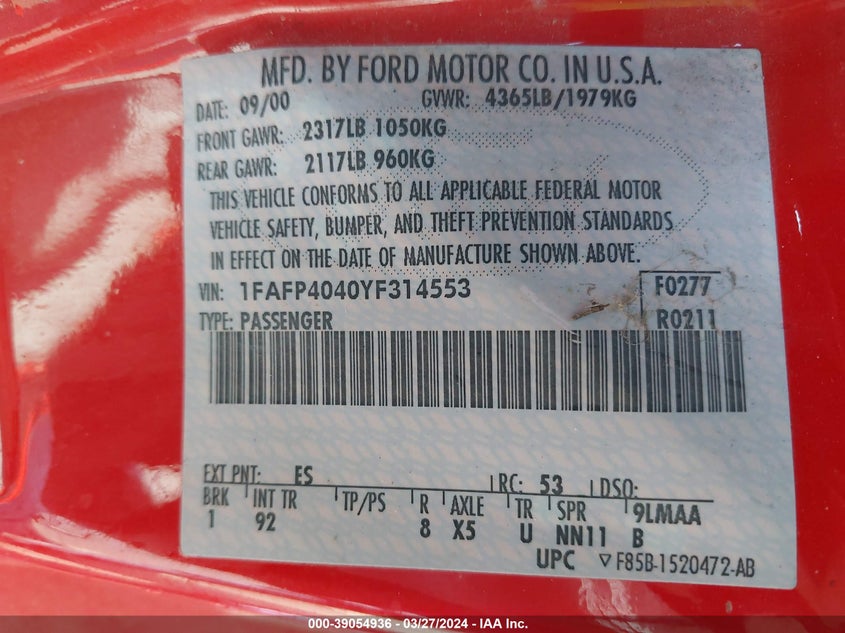 MFD. BY FORD MOTOR CO. IN U.S.A.
DATE: 09/00 GVWR: 4365LB/1979KG
FRONT GAWR: 2317LB 1050KG
REAR GAWR: 2117LB 960KG
THIS VEHICLE CONFORMS TO ALL APPLICABLE FEDERAL MOTOR
VEHICLE SAFETY, BUMPER, AND THEFT PREVENTION STANDARDS
IN EFFECT ON THE DATE OF MANUFACTURE SHOWN ABOVE.
VIN: 1FAFP4040YF314553 F0277
TYPE: PASSENGER R0211
EXT PNT: ES RC: 53 DSO:
BRK INT TR TP/PS R AXLE TR SPR 9LMAA
1 92 8 X5 U NN11 B
UPC F85B-1520472-AB
000-39054936 - 03/27/2024 - IAA Inc.